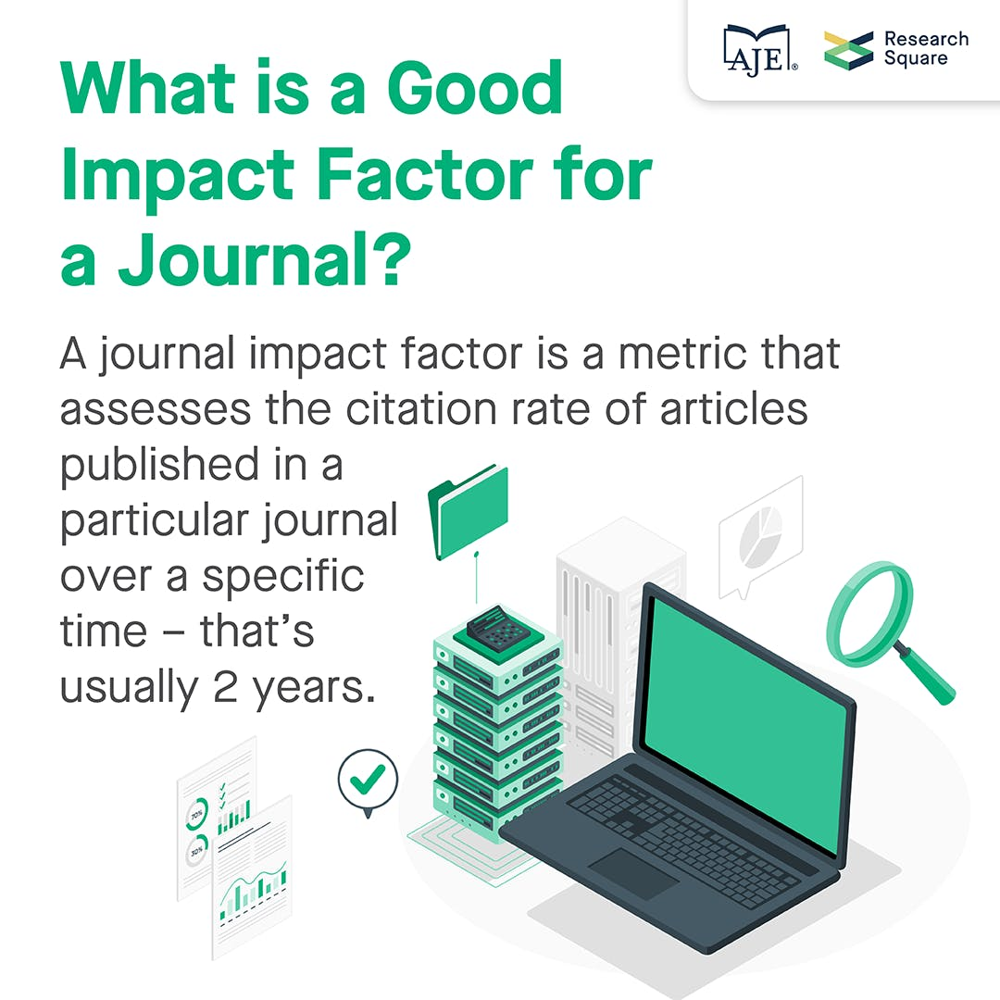 AJE®
Research
Square
What is a Good
Impact Factor for
a Journal?
A journal impact factor is a metric that
assesses the citation rate of articles
published in a
particular journal
over a specific
time – that’s
usually 2 years.
70%
30%